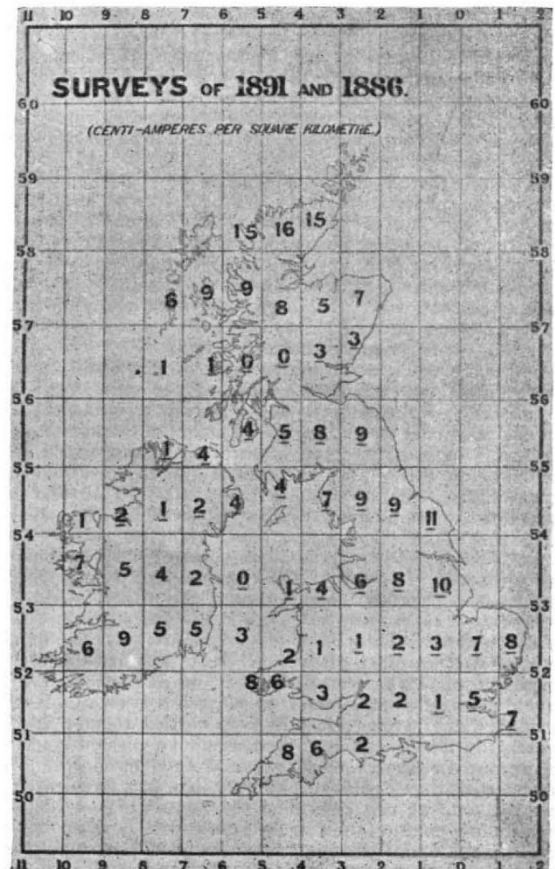 11 10 9 8 7 6 5 4 3 2 1 0 1
SURVEYS OF 1891 AND 1886.
60 60
(CENTI-AMPERES PER SQUARE KILOMETRE.)
59 59
15 16 15
58 58
6 9 9 8 5 7
57 57
1 1 0 0 3 3
56 56
4 5 8 9
55 55
1 4
1 2 1 2 4 4 7 9 9 11
54 54
7 5 4 3 0 1 4 6 8 10
53 53
6 9 5 5 3 2 1 1 2 3 7 8
52 52
8 6 3 2 2 1 5 7
51 51
8 6 2
50 50
11 10 9 8 7 6 5 4 3 2 1 0 1